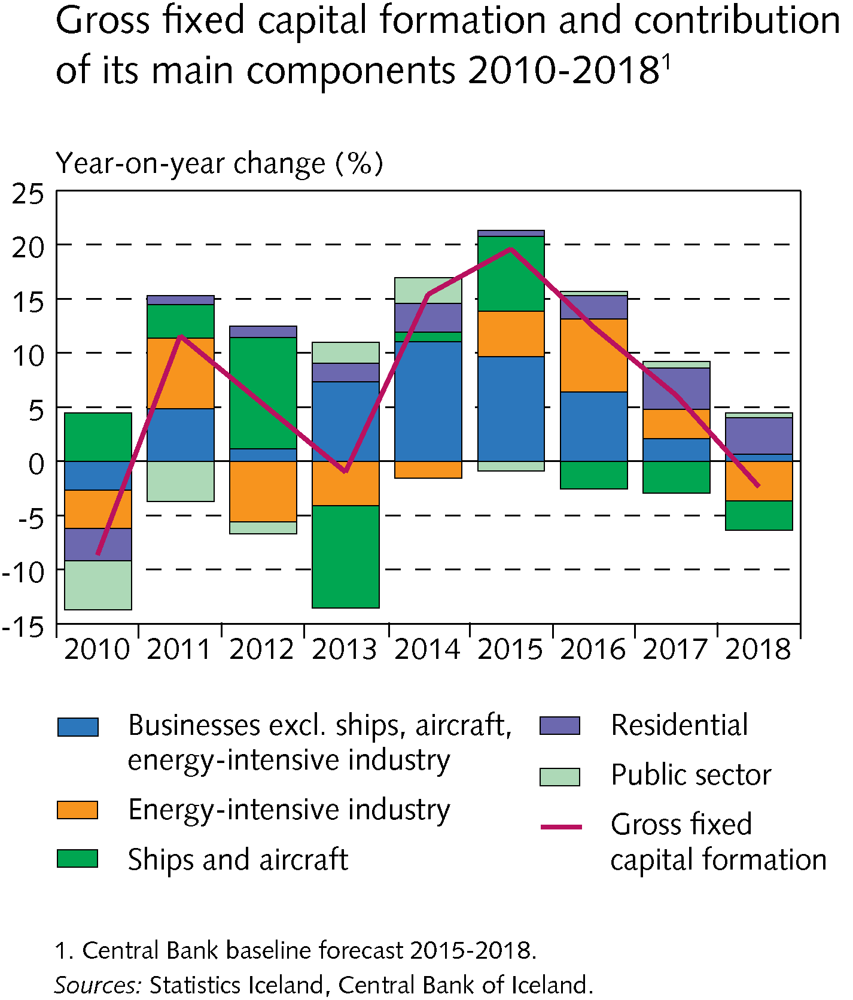 Gross fixed capital formation and contribution
of its main components 2010-2018¹
Year-on-year change (%)
25
20
15
10
5
0
-5
-10
-15
2010 2011 2012 2013 2014 2015 2016 2017 2018
Businesses excl. ships, aircraft,
energy-intensive industry
Energy-intensive industry
Ships and aircraft
Residential
Public sector
Gross fixed
capital formation
1. Central Bank baseline forecast 2015-2018.
Sources: Statistics Iceland, Central Bank of Iceland.